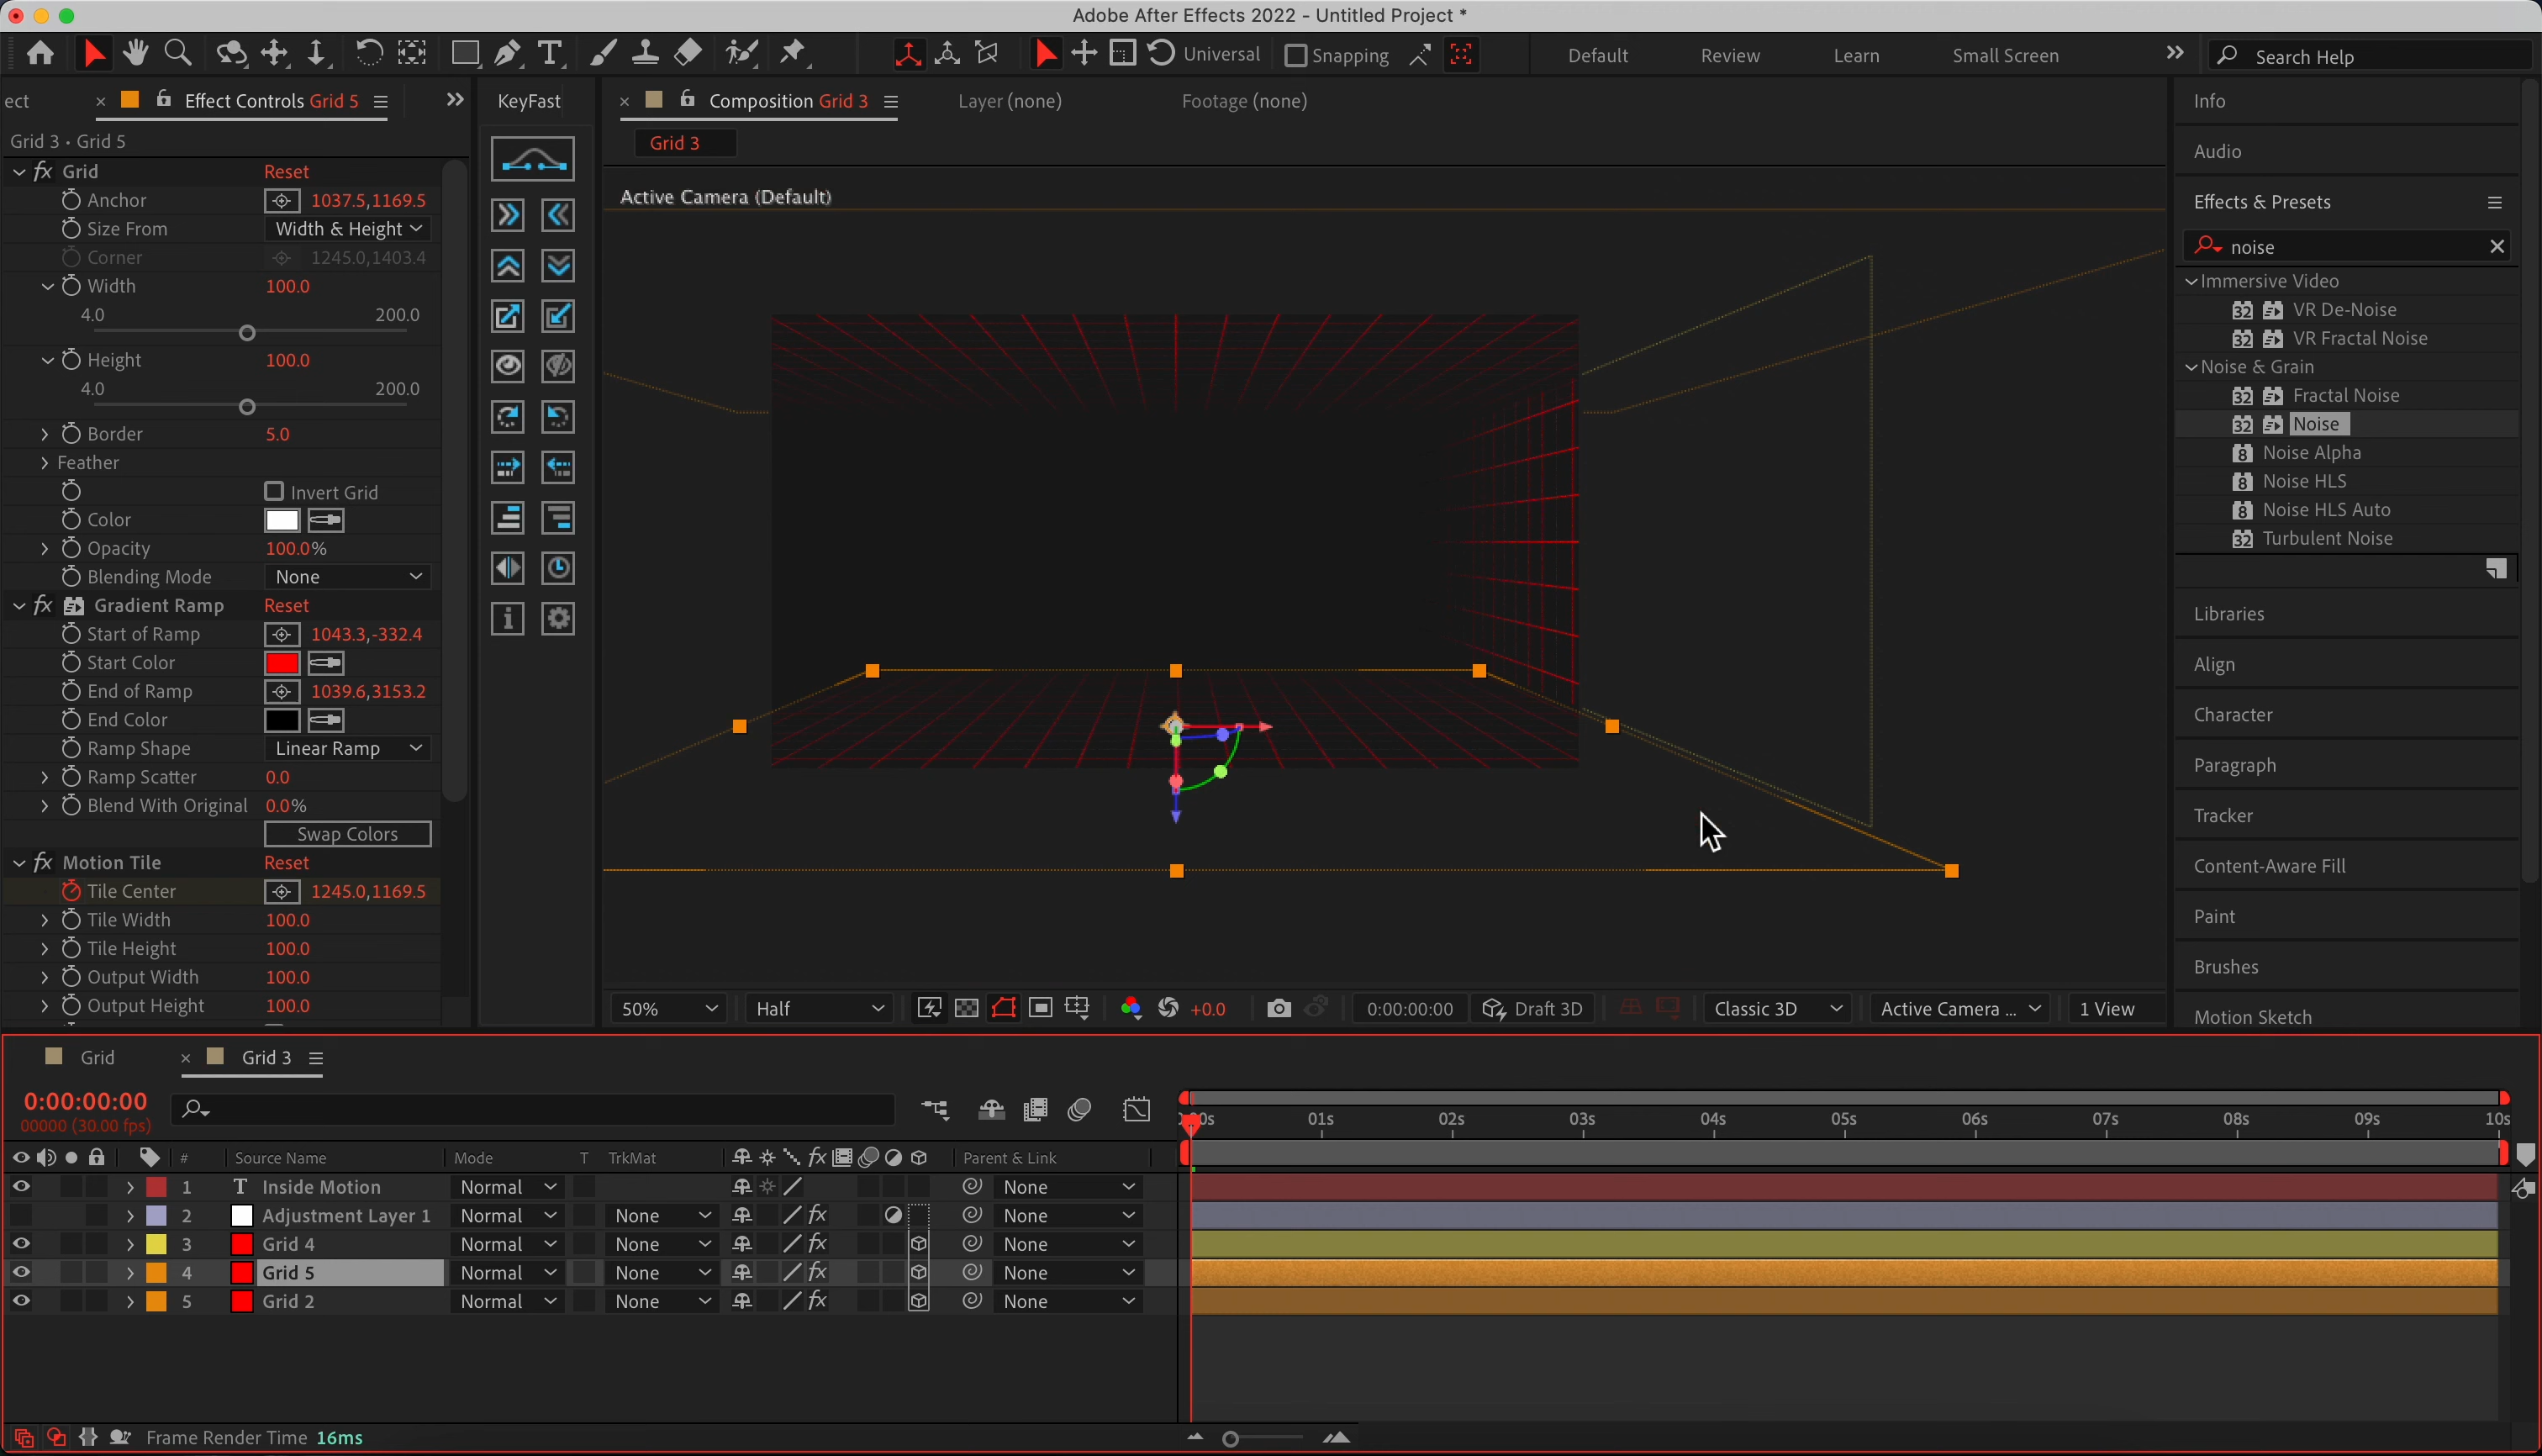 Adobe After Effects 2022 - Untitled Project *
Universal
Snapping
Default
Review
Learn
Small Screen
Search Help
ect
Effect Controls Grid 5
KeyFast
Composition Grid 3
Layer (none)
Footage (none)
Grid 3 • Grid 5
Grid 3
Active Camera (Default)
Grid Reset
Anchor 1037.5,1169.5
Size From Width & Height
Corner 1245.0,1403.4
Width 100.0
4.0 200.0
Height 100.0
4.0 200.0
Border 5.0
Feather
Invert Grid
Color
Opacity 100.0%
Blending Mode None
Gradient Ramp Reset
Start of Ramp 1043.3,-332.4
Start Color
End of Ramp 1039.6,3153.2
End Color
Ramp Shape Linear Ramp
Ramp Scatter 0.0
Blend With Original 0.0%
Swap Colors
Motion Tile Reset
Tile Center 1245.0,1169.5
Tile Width 100.0
Tile Height 100.0
Output Width 100.0
Output Height 100.0
Info
Audio
Effects & Presets
noise
Immersive Video
32 VR De-Noise
32 VR Fractal Noise
Noise & Grain
32 Fractal Noise
32 Noise
8 Noise Alpha
8 Noise HLS
8 Noise HLS Auto
32 Turbulent Noise
Libraries
Align
Character
Paragraph
Tracker
Content-Aware Fill
Paint
Brushes
Motion Sketch
50% Half +0.0 0:00:00:00 Draft 3D Classic 3D Active Camera ... 1 View
Grid
Grid 3
0:00:00:00
00000 (30.00 fps)
01s 02s 03s 04s 05s 06s 07s 08s 09s 10s
# Source Name Mode T TrkMat Parent & Link
1 T Inside Motion Normal None
2 Adjustment Layer 1 Normal None None
3 Grid 4 Normal None None
4 Grid 5 Normal None None
5 Grid 2 Normal None None
Frame Render Time 16ms